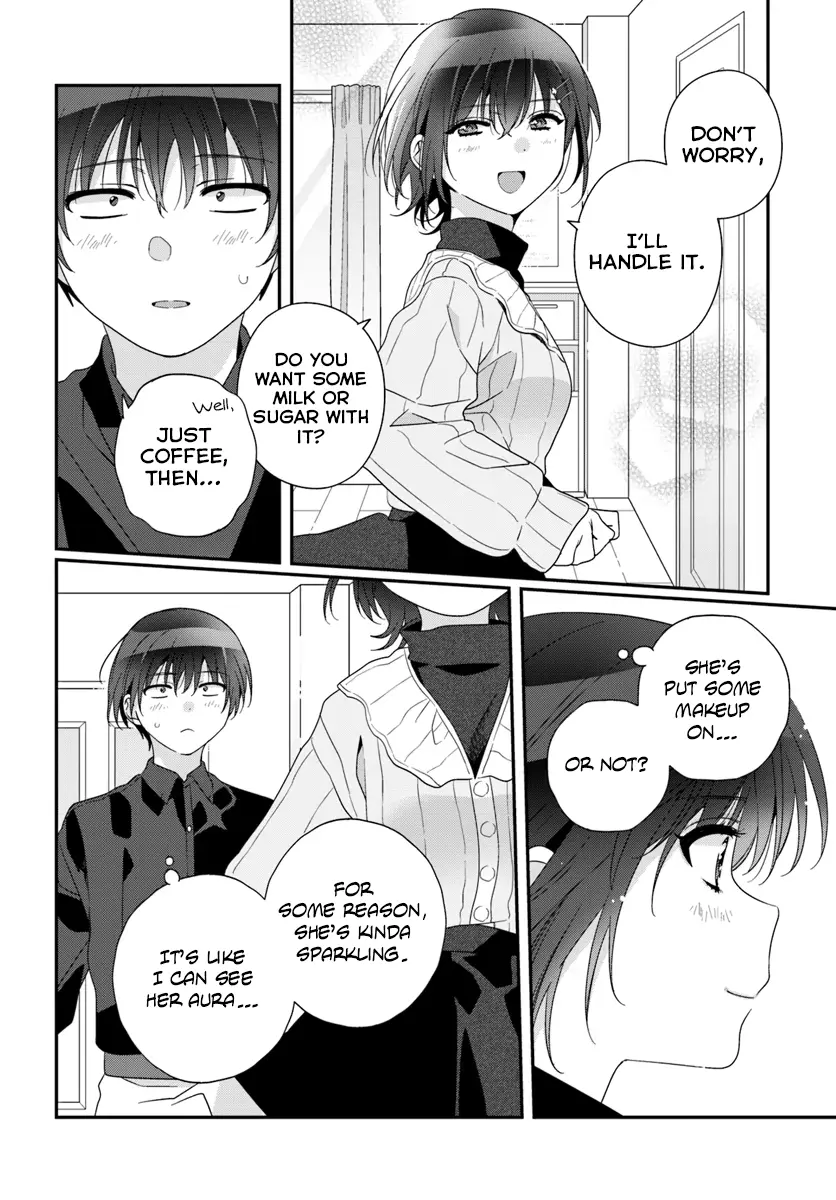 DON'T
WORRY,
I'LL
HANDLE IT.
DO YOU
WANT SOME
MILK OR
SUGAR WITH
IT?
Well,
JUST
COFFEE,
THEN...
SHE'S
PUT SOME
MAKEUP
ON...
OR NOT?
FOR
SOME REASON,
SHE'S KINDA
SPARKLING.
IT'S LIKE
I CAN SEE
HER AURA...